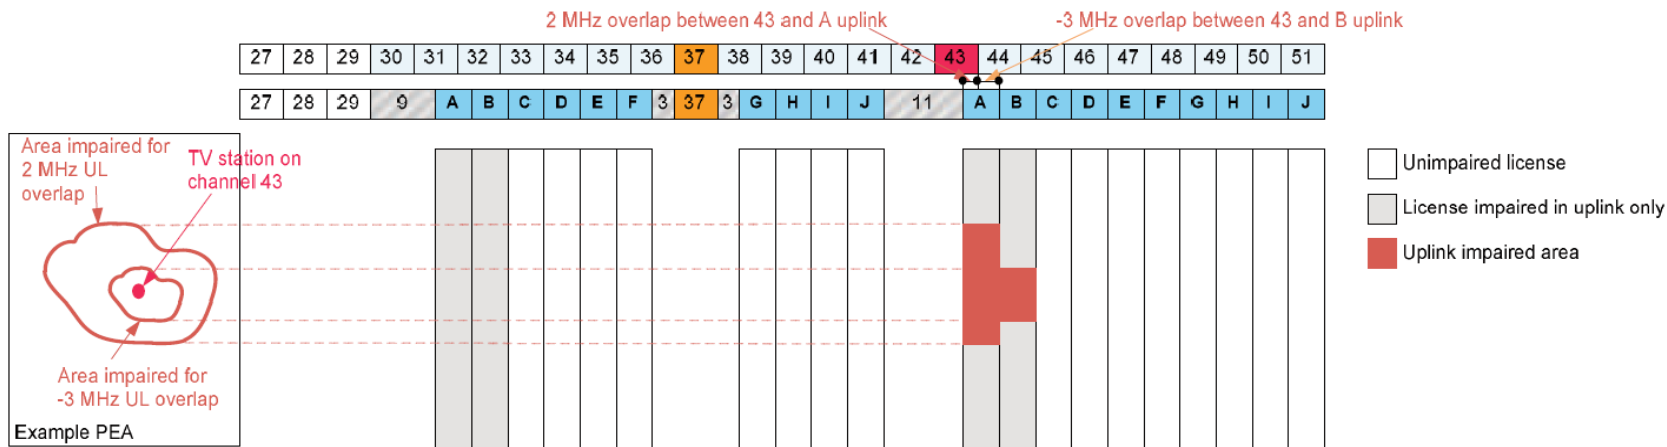 2 MHz overlap between 43 and A uplink
-3 MHz overlap between 43 and B uplink
27 28 29 30 31 32 33 34 35 36 37 38 39 40 41 42 43 44 45 46 47 48 49 50 51
27 28 29 9 A B C D E F 3 37 3 G H I J 11 A B C D E F G H I J
Area impaired for
2 MHz UL
overlap
TV station on
channel 43
Area impaired for
-3 MHz UL overlap
Example PEA
Unimpaired license
License impaired in uplink only
Uplink impaired area